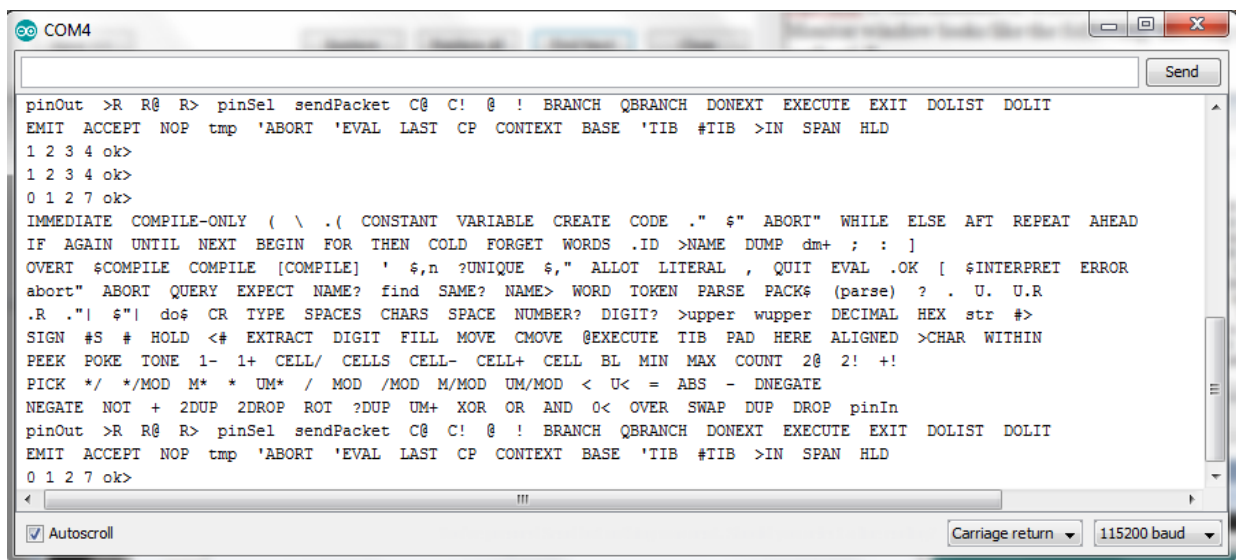 COM4
Send
pinOut >R R@ R> pinSel sendPacket C@ C! @ ! BRANCH QBRANCH DONEXT EXECUTE EXIT DOLIST DOLIT
EMIT ACCEPT NOP tmp 'ABORT 'EVAL LAST CP CONTEXT BASE 'TIB #TIB >IN SPAN HLD
1 2 3 4 ok>
1 2 3 4 ok>
0 1 2 7 ok>
IMMEDIATE COMPILE-ONLY ( \ .( CONSTANT VARIABLE CREATE CODE ." $" ABORT" WHILE ELSE AFT REPEAT AHEAD
IF AGAIN UNTIL NEXT BEGIN FOR THEN COLD FORGET WORDS .ID >NAME DUMP dm+ ; : ]
OVERT $COMPILE COMPILE [COMPILE] ' $,n ?UNIQUE $," ALLOT LITERAL , QUIT EVAL .OK [ $INTERPRET ERROR
abort" ABORT QUERY EXPECT NAME? find SAME? NAME> WORD TOKEN PARSE PACK$ (parse) ? . U. U.R
.R ."| $"| do$ CR TYPE SPACES CHARS SPACE NUMBER? DIGIT? >upper wupper DECIMAL HEX str #>
SIGN #S # HOLD <# EXTRACT DIGIT FILL MOVE CMOVE @EXECUTE TIB PAD HERE ALIGNED >CHAR WITHIN
PEEK POKE TONE 1- 1+ CELL/ CELLS CELL- CELL+ CELL BL MIN MAX COUNT 2@ 2! +!
PICK */ */MOD M* * UM* / MOD /MOD M/MOD UM/MOD < U< = ABS - DNEGATE
NEGATE NOT + 2DUP 2DROP ROT ?DUP UM+ XOR OR AND 0< OVER SWAP DUP DROP pinIn
pinOut >R R@ R> pinSel sendPacket C@ C! @ ! BRANCH QBRANCH DONEXT EXECUTE EXIT DOLIST DOLIT
EMIT ACCEPT NOP tmp 'ABORT 'EVAL LAST CP CONTEXT BASE 'TIB #TIB >IN SPAN HLD
0 1 2 7 ok>
Autoscroll Carriage return 115200 baud